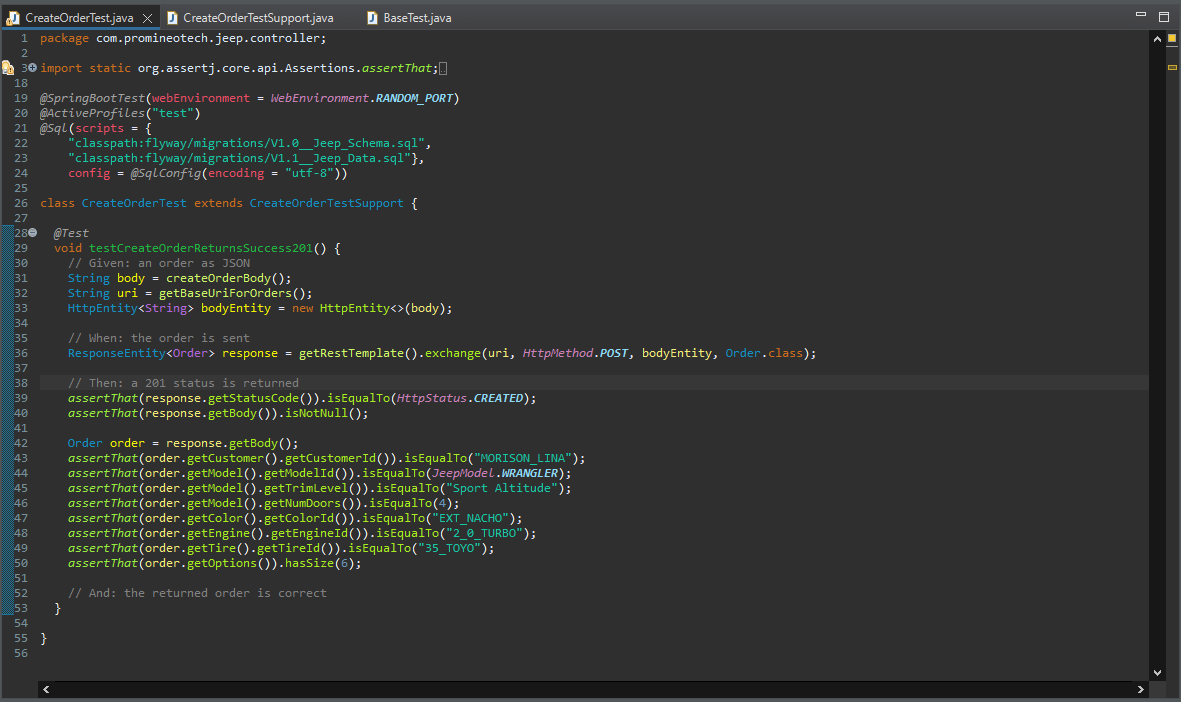 CreateOrderTest.java CreateOrderTestSupport.java BaseTest.java
1 package com.promineotech.jeep.controller;
2
3 import static org.assertj.core.api.Assertions.assertThat;
18
19 @SpringBootTest(webEnvironment = WebEnvironment.RANDOM_PORT)
20 @ActiveProfiles("test")
21 @Sql(scripts = {
22 "classpath:flyway/migrations/V1.0__Jeep_Schema.sql",
23 "classpath:flyway/migrations/V1.1__Jeep_Data.sql"},
24 config = @SqlConfig(encoding = "utf-8"))
25
26 class CreateOrderTest extends CreateOrderTestSupport {
27
28 @Test
29 void testCreateOrderReturnsSuccess201() {
30 // Given: an order as JSON
31 String body = createOrderBody();
32 String uri = getBaseUriForOrders();
33 HttpEntity<String> bodyEntity = new HttpEntity<>(body);
34
35 // When: the order is sent
36 ResponseEntity<Order> response = getRestTemplate().exchange(uri, HttpMethod.POST, bodyEntity, Order.class);
37
38 // Then: a 201 status is returned
39 assertThat(response.getStatusCode()).isEqualTo(HttpStatus.CREATED);
40 assertThat(response.getBody()).isNotNull();
41
42 Order order = response.getBody();
43 assertThat(order.getCustomer().getCustomerId()).isEqualTo("MORISON_LINA");
44 assertThat(order.getModel().getModelId()).isEqualTo(JeepModel.WRANGLER);
45 assertThat(order.getModel().getTrimLevel()).isEqualTo("Sport Altitude");
46 assertThat(order.getModel().getNumDoors()).isEqualTo(4);
47 assertThat(order.getColor().getColorId()).isEqualTo("EXT_NACHO");
48 assertThat(order.getEngine().getEngineId()).isEqualTo("2_0_TURBO");
49 assertThat(order.getTire().getTireId()).isEqualTo("35_TOYO");
50 assertThat(order.getOptions()).hasSize(6);
51
52 // And: the returned order is correct
53 }
54
55 }
56